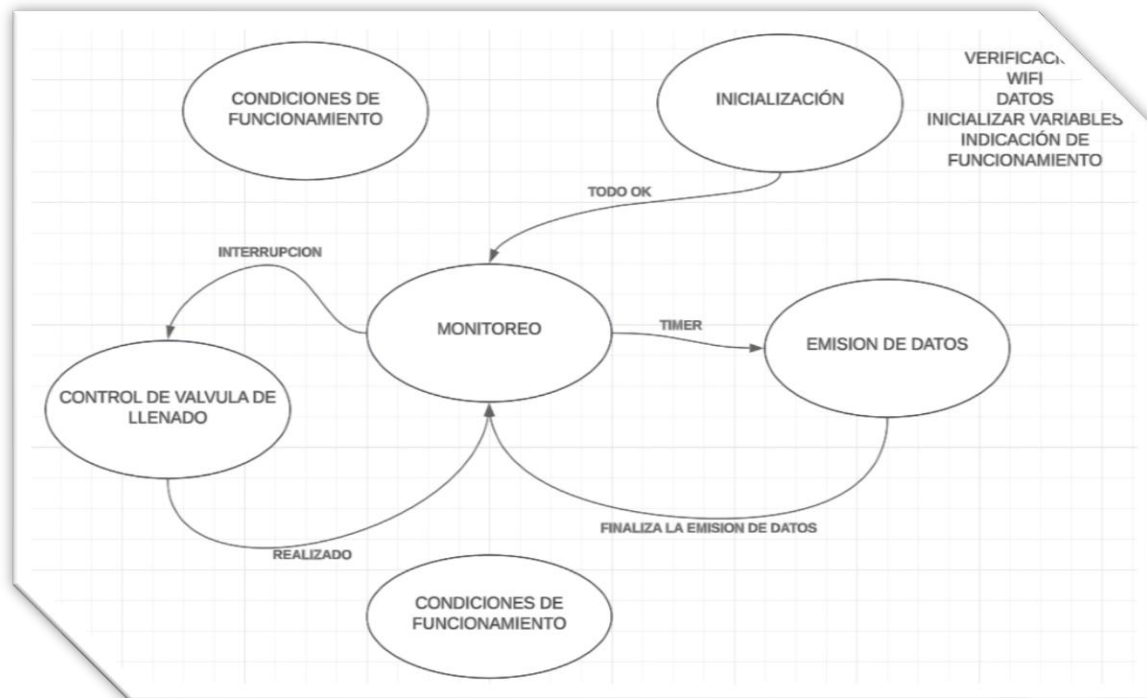 CONDICIONES DE
FUNCIONAMIENTO
INICIALIZACIÓN
WIFI
DATOS
INICIALIZAR VARIABLES
INDICACIÓN DE
FUNCIONAMIENTO
TODO OK
INTERRUPCION
MONITOREO
TIMER
EMISION DE DATOS
CONTROL DE VALVULA DE
LLENADO
FINALIZA LA EMISION DE DATOS
REALIZADO
CONDICIONES DE
FUNCIONAMIENTO